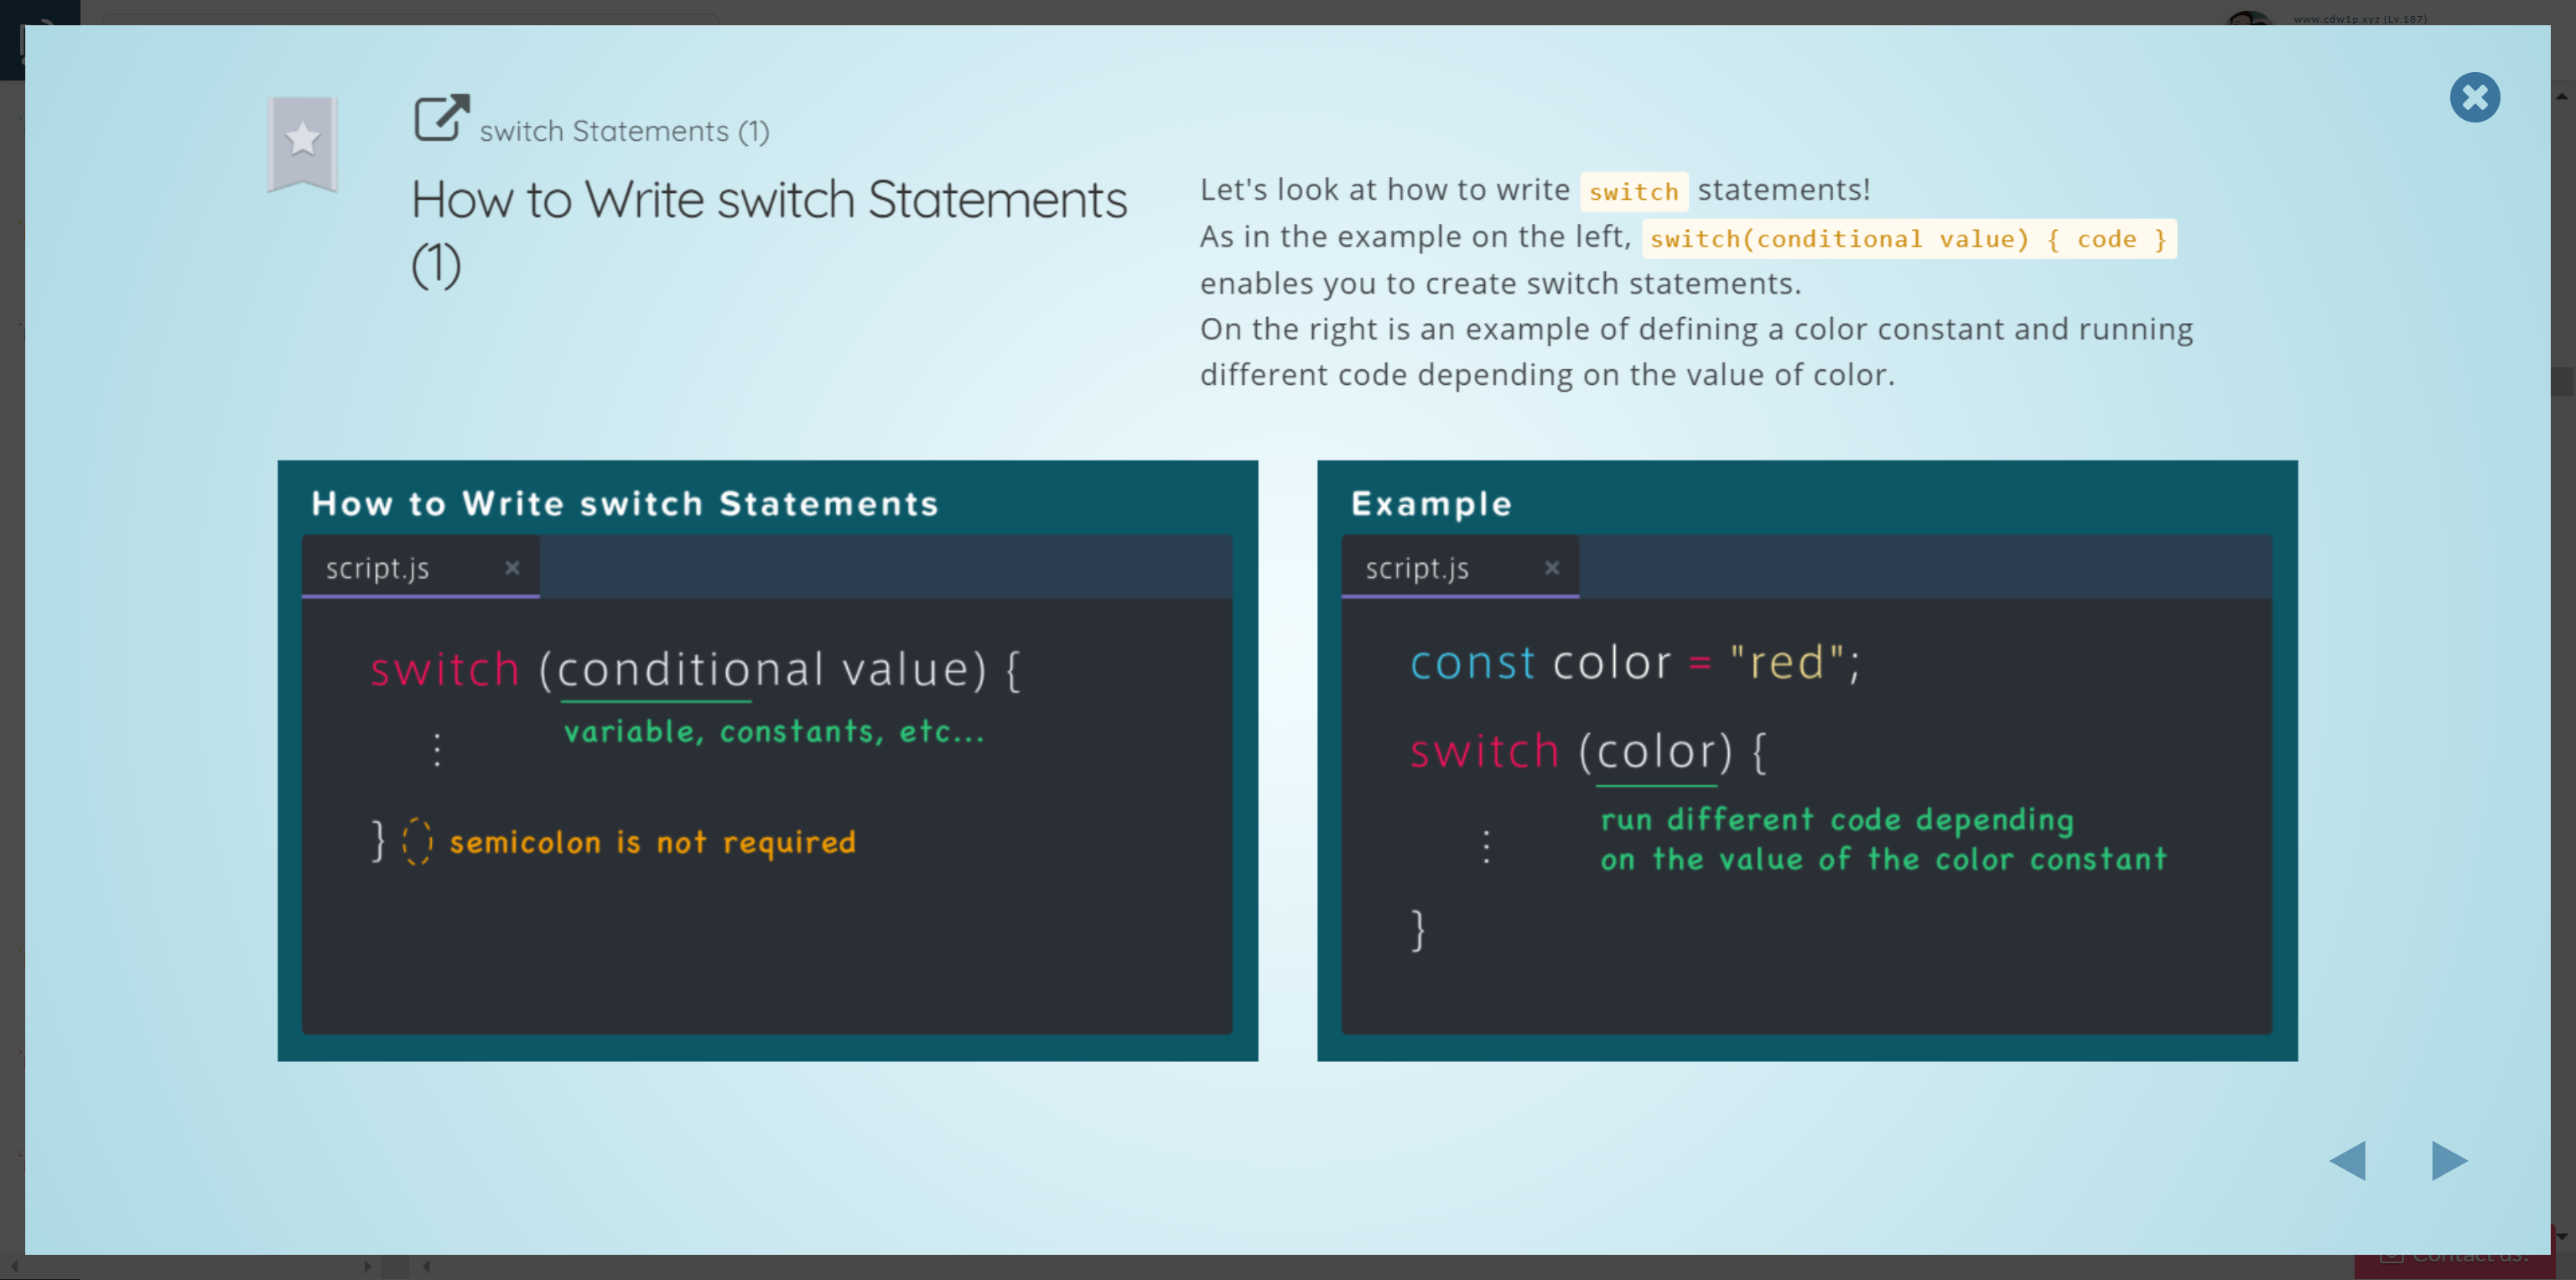 www.cdw1p.xyz (Lv.187)
switch Statements (1)
How to Write switch Statements
(1)
Let's look at how to write switch statements!
As in the example on the left, switch(conditional value) { code }
enables you to create switch statements.
On the right is an example of defining a color constant and running
different code depending on the value of color.
How to Write switch Statements
script.js ×
switch (conditional value) {
variable, constants, etc...
⋮
} semicolon is not required
Example
script.js ×
const color = "red";
switch (color) {
run different code depending
⋮
on the value of the color constant
}
Contact us!